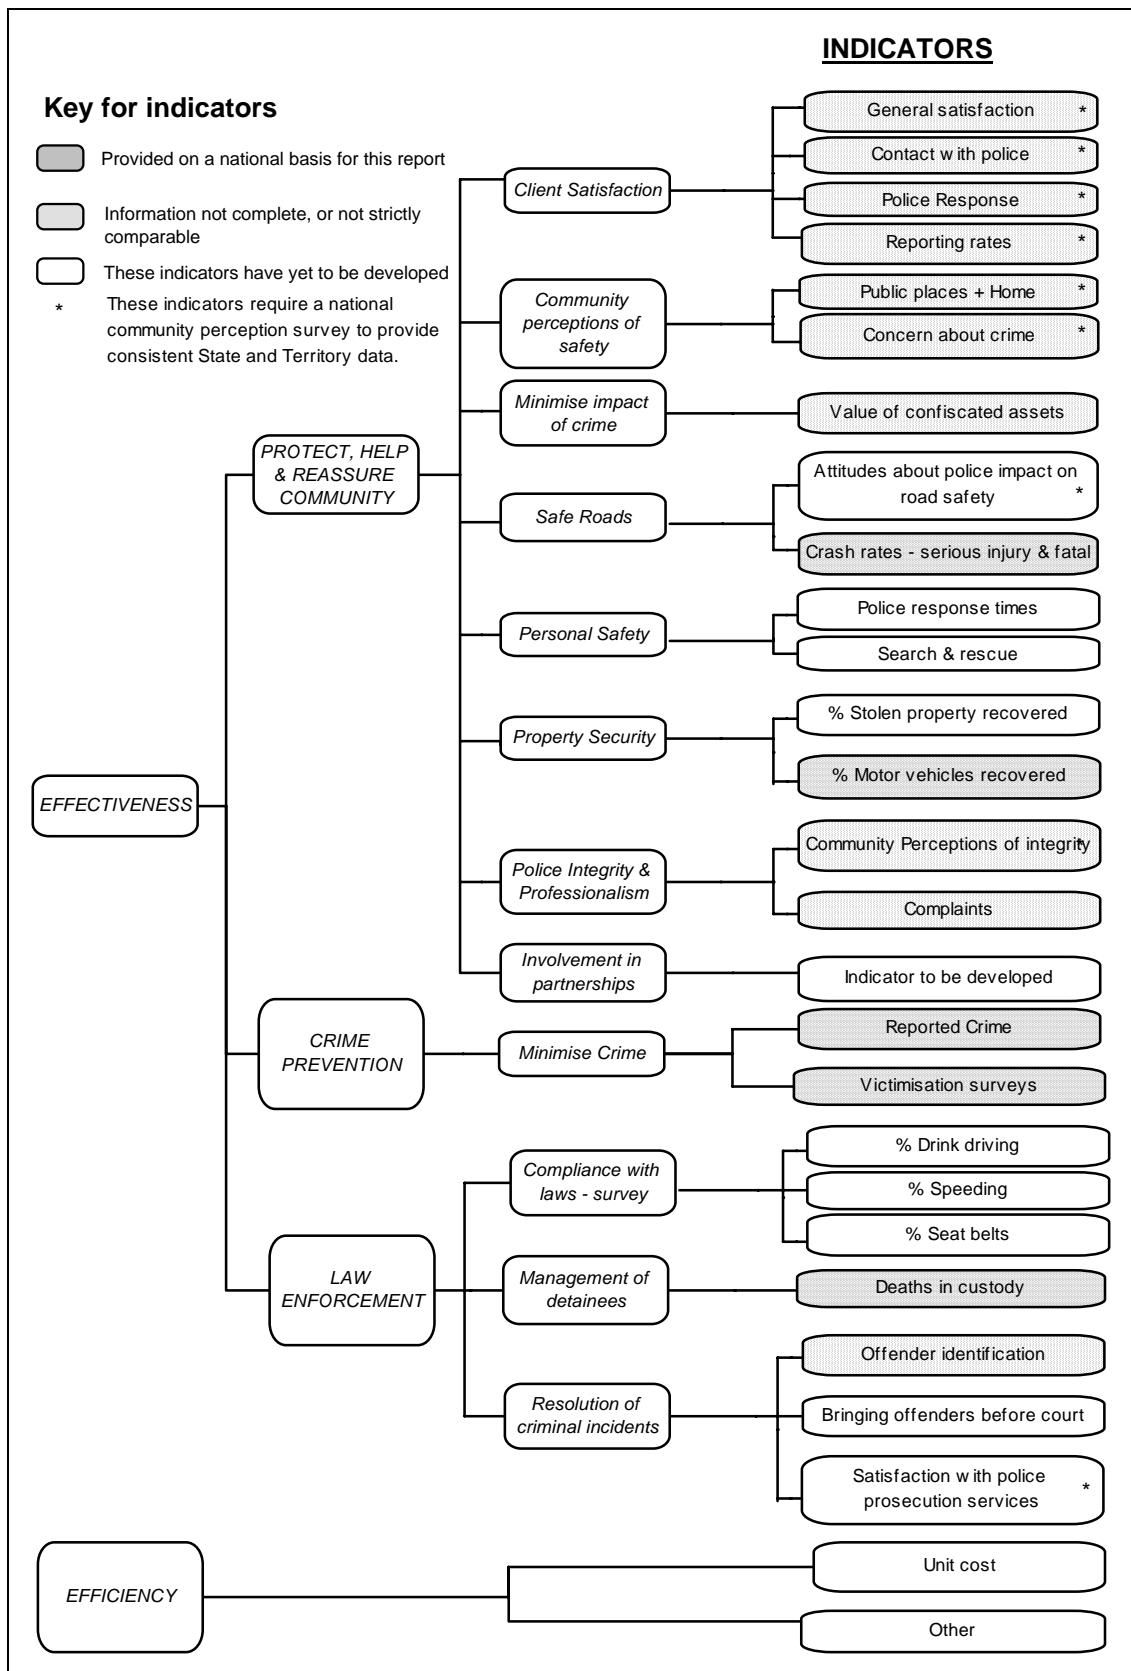 INDICATORS
Key for indicators
Provided on a national basis for this report
Information not complete, or not strictly
comparable
These indicators have yet to be developed
* These indicators require a national
community perception survey to provide
consistent State and Territory data.
EFFECTIVENESS
PROTECT, HELP
& REASSURE
COMMUNITY
Client Satisfaction
General satisfaction *
Contact with police *
Police Response *
Reporting rates *
Community
perceptions of
safety
Public places + Home *
Concern about crime *
Minimise impact
of crime
Value of confiscated assets
Safe Roads
Attitudes about police impact on
road safety *
Crash rates - serious injury & fatal
Personal Safety
Police response times
Search & rescue
Property Security
% Stolen property recovered
% Motor vehicles recovered
Police Integrity &
Professionalism
Community Perceptions of integrity *
Complaints
Involvement in
partnerships
Indicator to be developed
CRIME
PREVENTION
Minimise Crime
Reported Crime
Victimisation surveys
LAW
ENFORCEMENT
Compliance with
laws - survey
% Drink driving
% Speeding
% Seat belts
Management of
detainees
Deaths in custody
Resolution of
criminal incidents
Offender identification
Bringing offenders before court
Satisfaction with police
prosecution services *
EFFICIENCY
Unit cost
Other